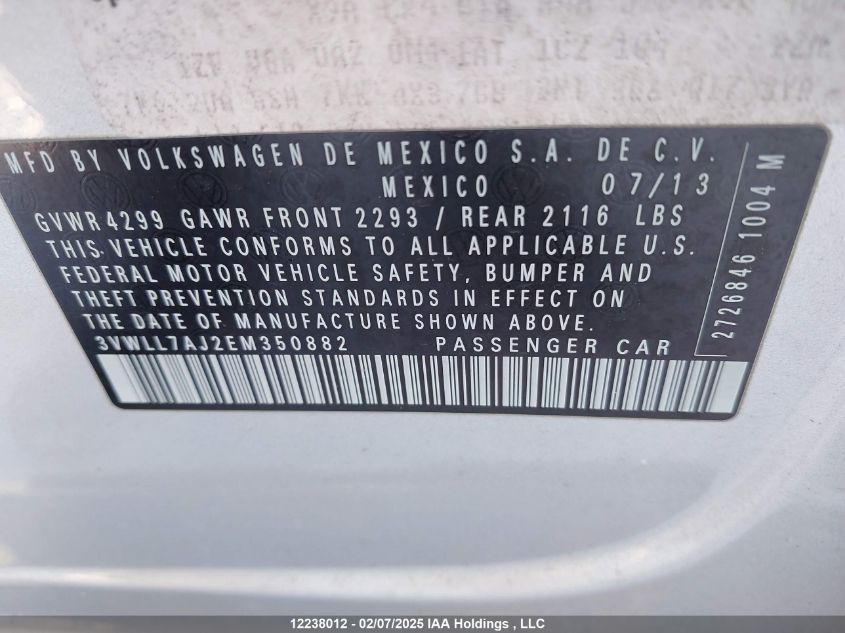 MFD BY VOLKSWAGEN DE MEXICO S.A. DE C.V.
MEXICO 07/13
GVWR 4299 GAWR FRONT 2293 / REAR 2116 LBS
THIS VEHICLE CONFORMS TO ALL APPLICABLE U.S.
FEDERAL MOTOR VEHICLE SAFETY, BUMPER AND
THEFT PREVENTION STANDARDS IN EFFECT ON
THE DATE OF MANUFACTURE SHOWN ABOVE.
3VWLL7AJ2EM350882 PASSENGER CAR
2726846 1004 M
12238012 - 02/07/2025 IAA Holdings , LLC